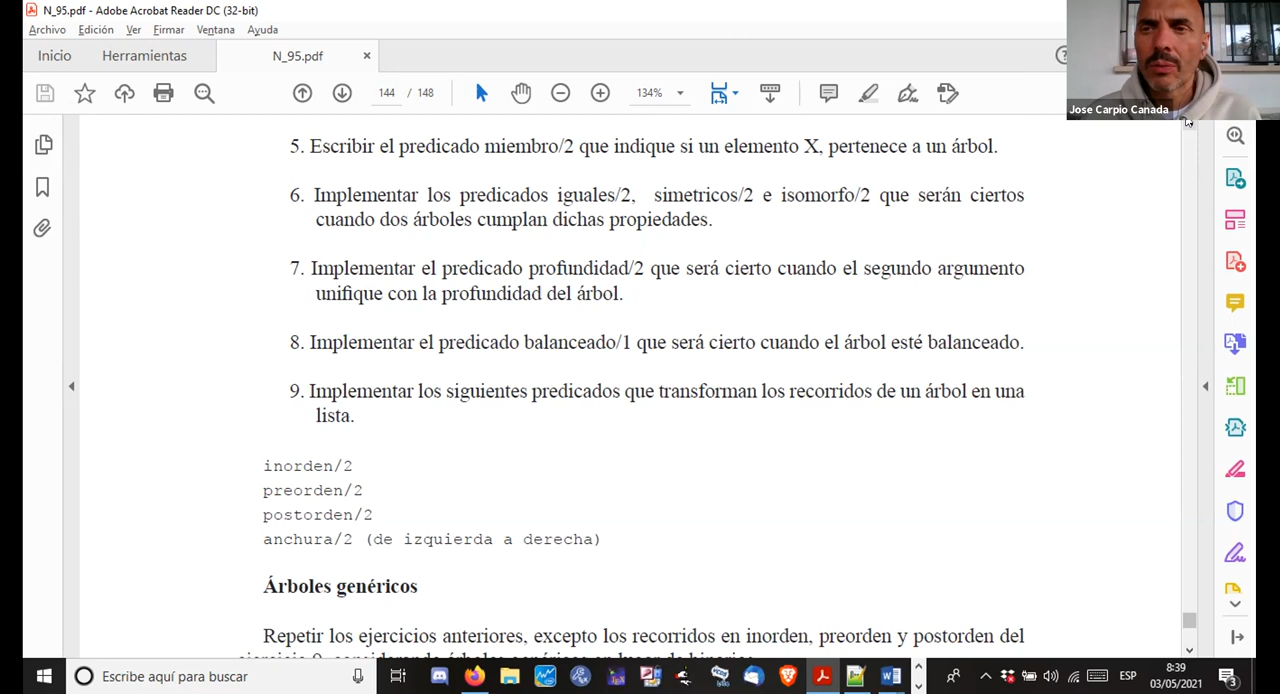 N_95.pdf - Adobe Acrobat Reader DC (32-bit)
Archivo Edición Ver Firmar Ventana Ayuda
Inicio Herramientas N_95.pdf ×
144 / 148 134%
Jose Carpio Canada
5. Escribir el predicado miembro/2 que indique si un elemento X, pertenece a un árbol.
6. Implementar los predicados iguales/2, simetricos/2 e isomorfo/2 que serán ciertos
cuando dos árboles cumplan dichas propiedades.
7. Implementar el predicado profundidad/2 que será cierto cuando el segundo argumento
unifique con la profundidad del árbol.
8. Implementar el predicado balanceado/1 que será cierto cuando el árbol esté balanceado.
9. Implementar los siguientes predicados que transforman los recorridos de un árbol en una
lista.
inorden/2
preorden/2
postorden/2
anchura/2 (de izquierda a derecha)
Árboles genéricos
Repetir los ejercicios anteriores, excepto los recorridos en inorden, preorden y postorden del
Escribe aquí para buscar
ESP
8:39
03/05/2021
3